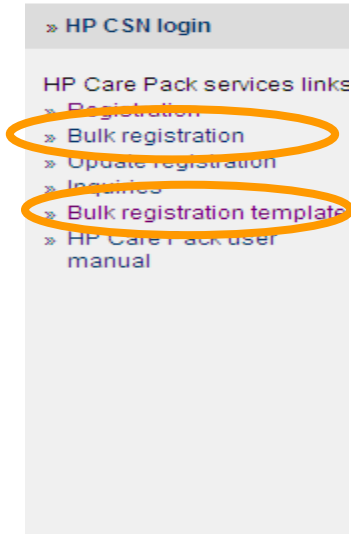 » HP CSN login
HP Care Pack services links
» Registration
» Bulk registration
» Update registration
» Inquiries
» Bulk registration template
» HP Care Pack user
manual